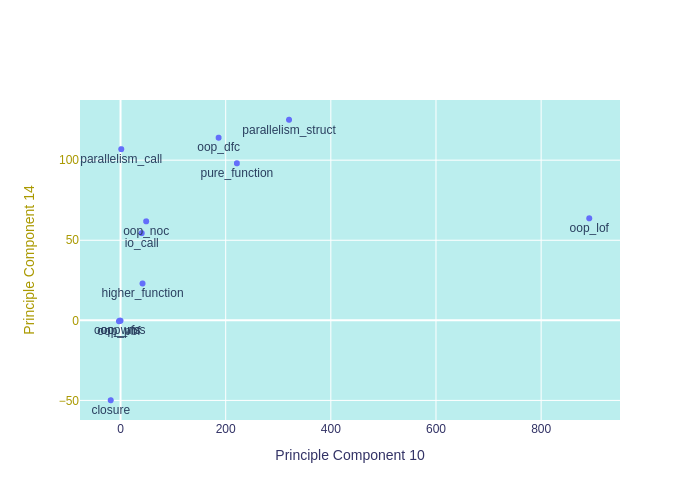 parallelism_struct
oop_dfc
parallelism_call
pure_function
oop_noc
io_call
oop_lof
higher_function
closure
100
50
0
−50
0
200
400
600
800
Principle Component 10
Principle Component 14